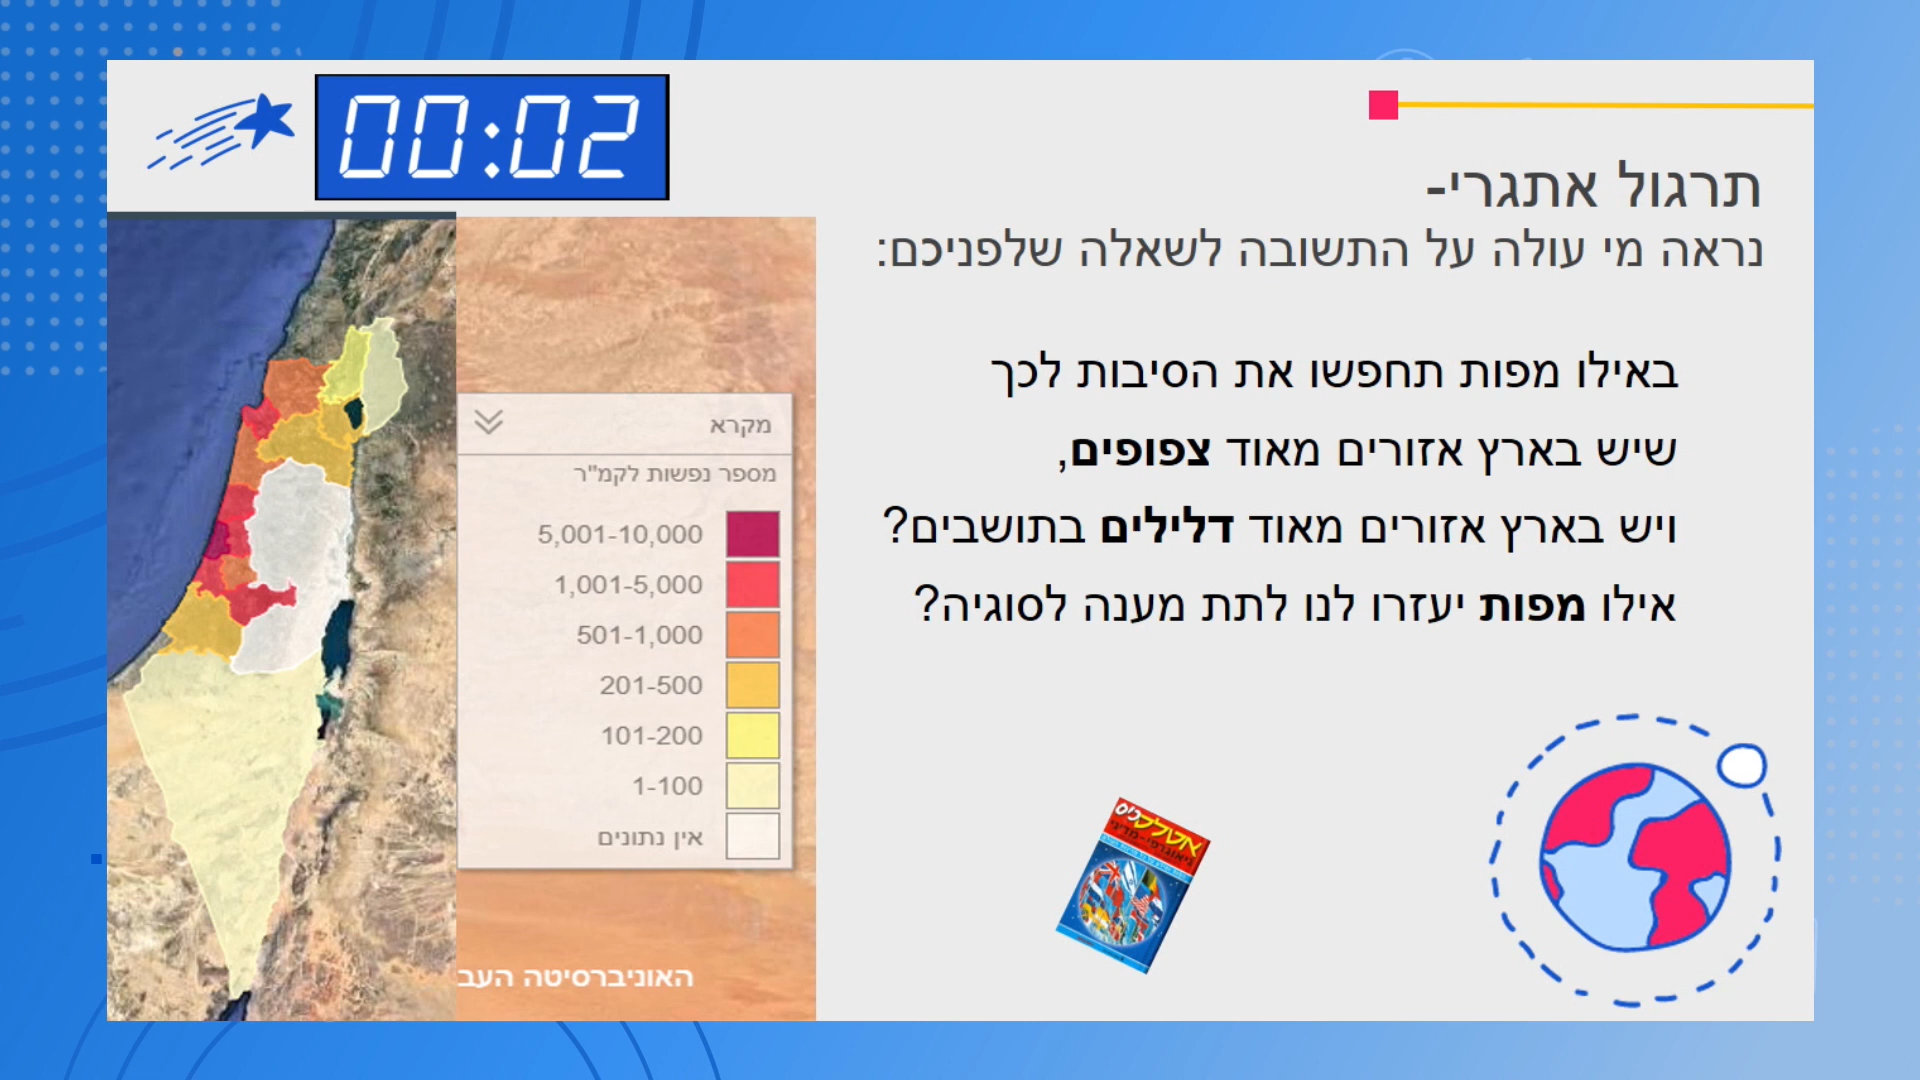 00:02
תרגול אתגרי-
נראה מי עולה על התשובה לשאלה שלפניכם:
באילו מפות תחפשו את הסיבות לכך
שיש בארץ אזורים מאוד צפופים,
ויש בארץ אזורים מאוד דלילים בתושבים?
אילו מפות יעזרו לנו לתת מענה לסוגיה?
מקרא
מספר נפשות לקמ"ר
5,001-10,000
1,001-5,000
501-1,000
201-500
101-200
1-100
אין נתונים
האוניברסיטה העב
אטלס
כיס
גיאוגרפי-מדיני